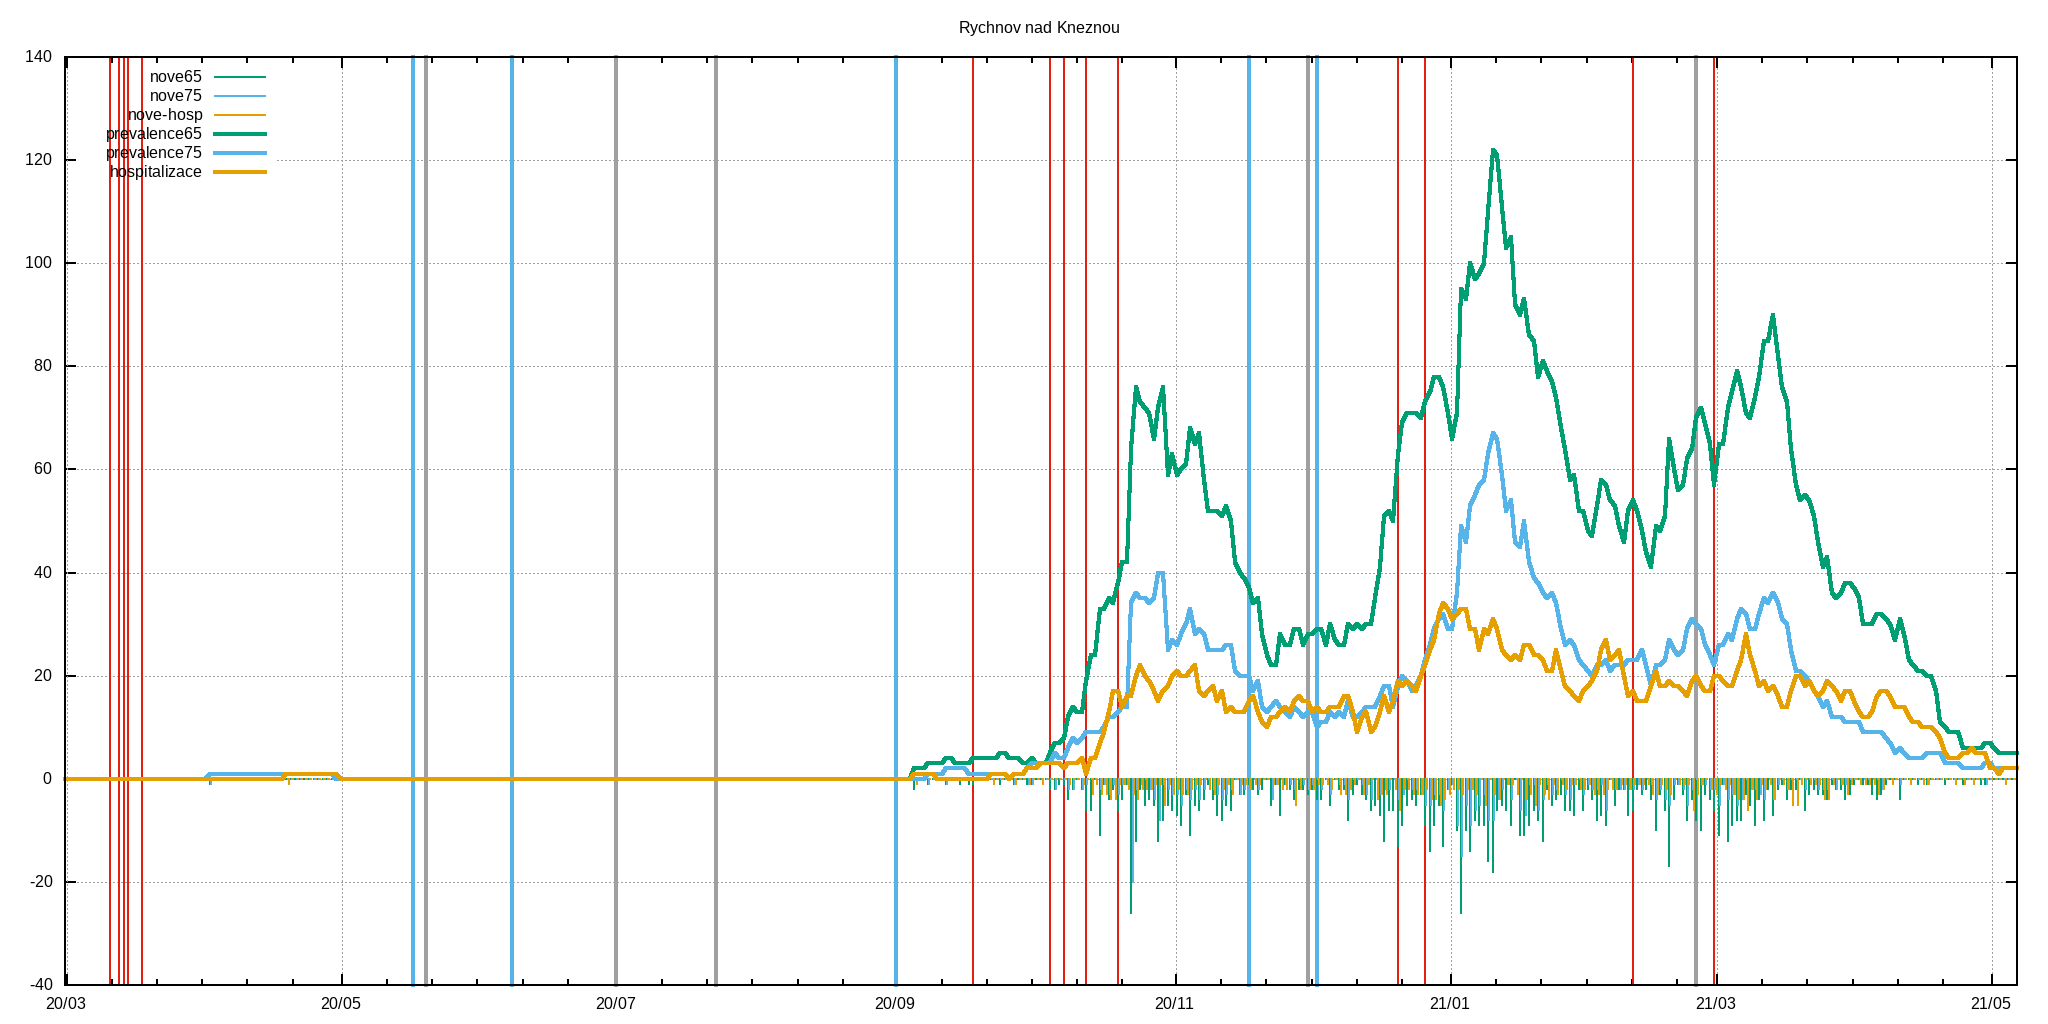 Rychnov nad Kneznou
140
120
100
80
60
40
20
0
-20
-40
nove65
nove75
nove-hosp
prevalence65
prevalence75
hospitalizace
20/03 20/05 20/07 20/09 20/11 21/01 21/03 21/05